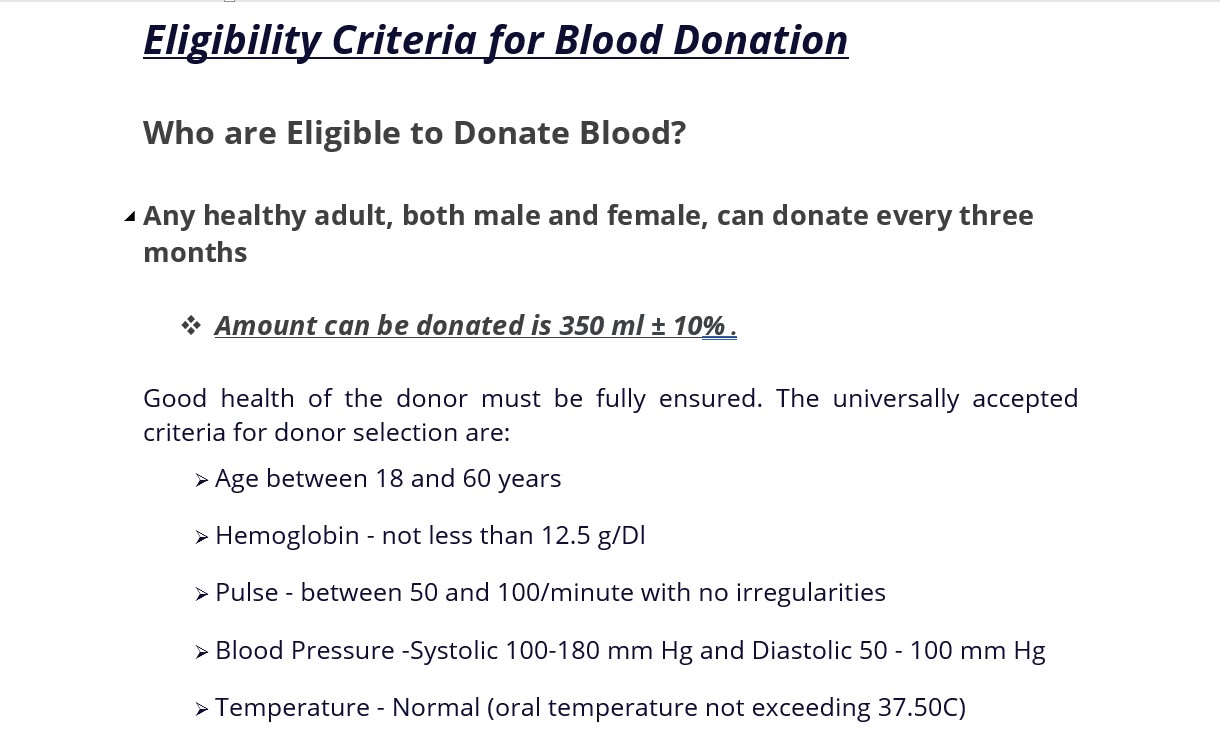 Eligibility Criteria for Blood Donation
Who are Eligible to Donate Blood?
Any healthy adult, both male and female, can donate every three
months
❖ Amount can be donated is 350 ml ± 10% .
Good health of the donor must be fully ensured. The universally accepted
criteria for donor selection are:
➢ Age between 18 and 60 years
➢ Hemoglobin - not less than 12.5 g/Dl
➢ Pulse - between 50 and 100/minute with no irregularities
➢ Blood Pressure -Systolic 100-180 mm Hg and Diastolic 50 - 100 mm Hg
➢ Temperature - Normal (oral temperature not exceeding 37.50C)